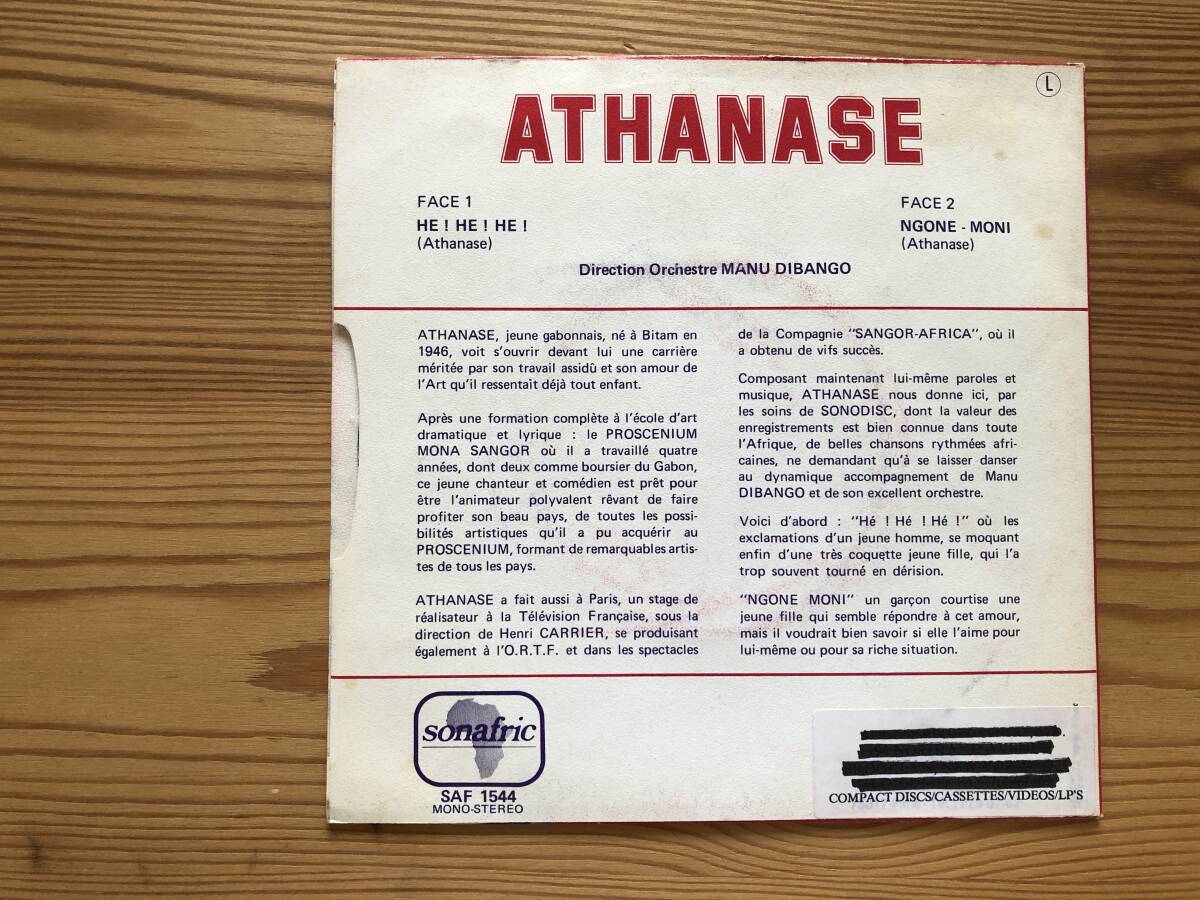 L
ATHANASE
FACE 1
HE ! HE ! HE !
(Athanase)
FACE 2
NGONE - MONI
(Athanase)
Direction Orchestre MANU DIBANGO
ATHANASE, jeune gabonnais, né à Bitam en
1946, voit s'ouvrir devant lui une carrière
méritée par son travail assidû et son amour de
l'Art qu'il ressentait déjà tout enfant.
Après une formation complète à l'école d'art
dramatique et lyrique : le PROSCENIUM
MONA SANGOR où il a travaillé quatre
années, dont deux comme boursier du Gabon,
ce jeune chanteur et comédien est prêt pour
être l'animateur polyvalent rêvant de faire
profiter son beau pays, de toutes les possi-
bilités artistiques qu'il a pu acquérir au
PROSCENIUM, formant de remarquables artis-
tes de tous les pays.
ATHANASE a fait aussi à Paris, un stage de
réalisateur à la Télévision Française, sous la
direction de Henri CARRIER, se produisant
également à l'O.R.T.F. et dans les spectacles
de la Compagnie "SANGOR-AFRICA", où il
a obtenu de vifs succès.
Composant maintenant lui-même paroles et
musique, ATHANASE nous donne ici, par
les soins de SONODISC, dont la valeur des
enregistrements est bien connue dans toute
l'Afrique, de belles chansons rythmées afri-
caines, ne demandant qu'à se laisser danser
au dynamique accompagnement de Manu
DIBANGO et de son excellent orchestre.
Voici d'abord : "Hé ! Hé ! Hé !" où les
exclamations d'un jeune homme, se moquant
enfin d'une très coquette jeune fille, qui l'a
trop souvent tourné en dérision.
"NGONE MONI" un garçon courtise une
jeune fille qui semble répondre à cet amour,
mais il voudrait bien savoir si elle l'aime pour
lui-même ou pour sa riche situation.
sonafric
SAF 1544
MONO-STEREO
COMPACT DISCS/CASSETTES/VIDEOS/LP'S